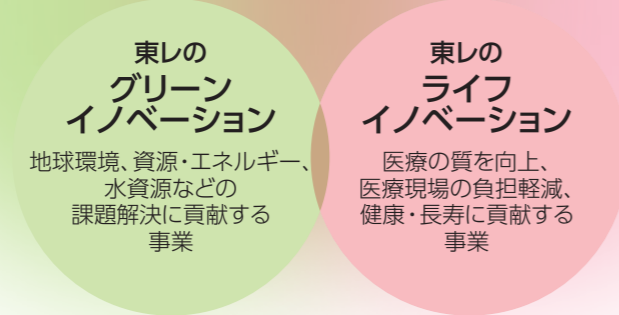 東レの
グリーン
イノベーション
地球環境、資源・エネルギー、
水資源などの
課題解決に貢献する
事業
東レの
ライフ
イノベーション
医療の質を向上、
医療現場の負担軽減、
健康・長寿に貢献する
事業